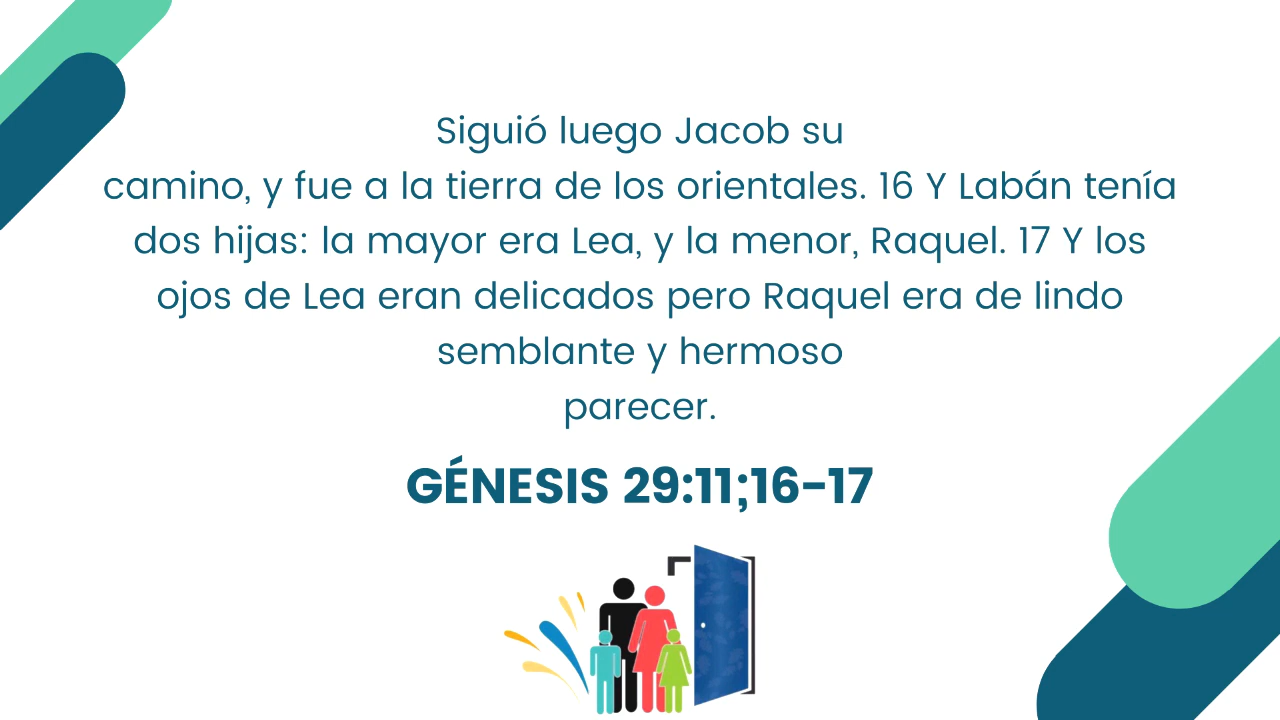 Siguió luego Jacob su
camino, y fue a la tierra de los orientales. 16 Y Labán tenía
dos hijas: la mayor era Lea, y la menor, Raquel. 17 Y los
ojos de Lea eran delicados pero Raquel era de lindo
semblante y hermoso
parecer.
GÉNESIS 29:11;16-17